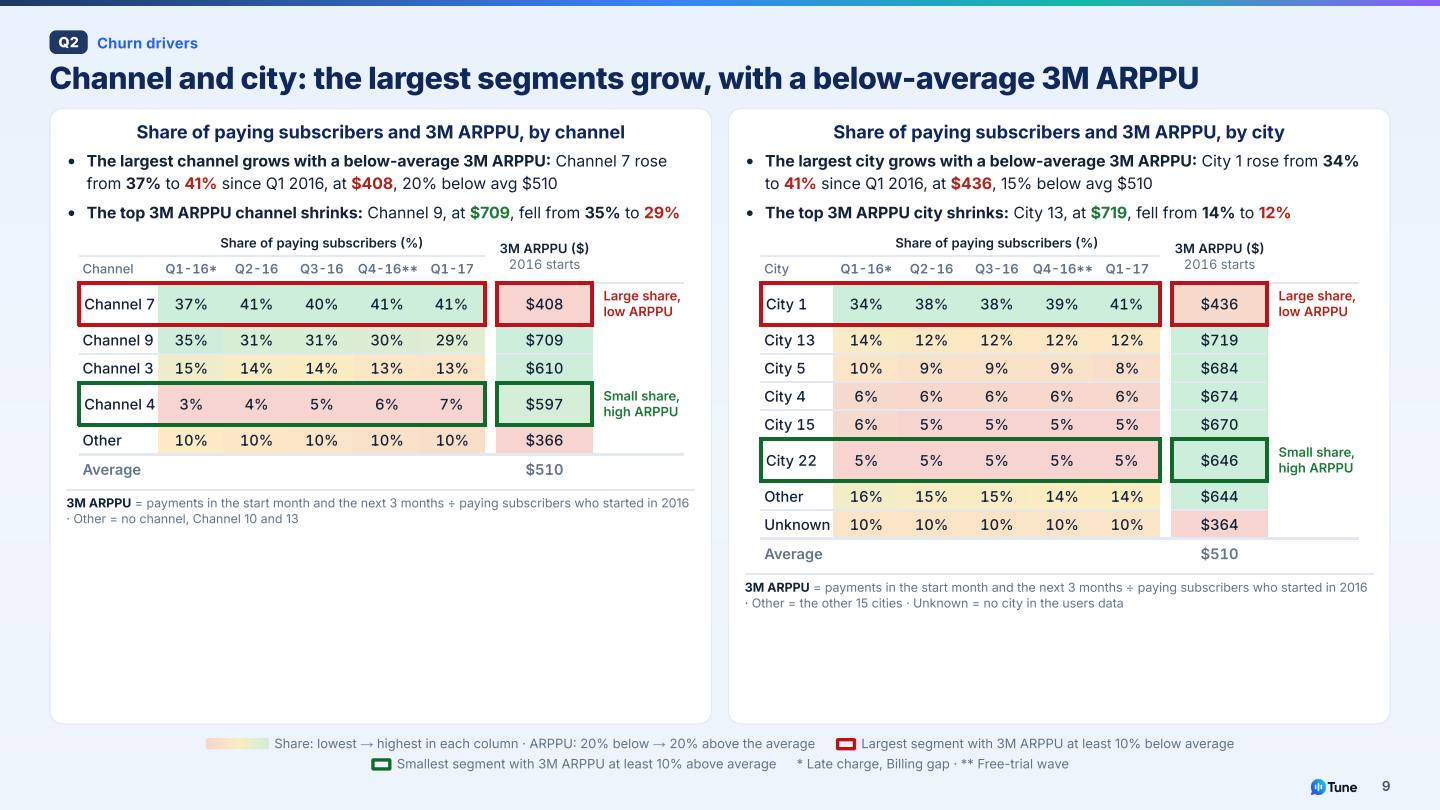 Q2 Churn drivers
Channel and city: the largest segments grow, with a below-average 3M ARPPU
Share of paying subscribers and 3M ARPPU, by channel
• The largest channel grows with a below-average 3M ARPPU: Channel 7 rose
from 37% to 41% since Q1 2016, at $408, 20% below avg $510
• The top 3M ARPPU channel shrinks: Channel 9, at $709, fell from 35% to 29%
Share of paying subscribers (%) 3M ARPPU ($)
2016 starts
Channel Q1-16* Q2-16 Q3-16 Q4-16** Q1-17
Channel 7 37% 41% 40% 41% 41% $408 Large share,
low ARPPU
Channel 9 35% 31% 31% 30% 29% $709
Channel 3 15% 14% 14% 13% 13% $610
Channel 4 3% 4% 5% 6% 7% $597 Small share,
high ARPPU
Other 10% 10% 10% 10% 10% $366
Average $510
3M ARPPU = payments in the start month and the next 3 months ÷ paying subscribers who started in 2016
· Other = no channel, Channel 10 and 13
Share of paying subscribers and 3M ARPPU, by city
• The largest city grows with a below-average 3M ARPPU: City 1 rose from 34%
to 41% since Q1 2016, at $436, 15% below avg $510
• The top 3M ARPPU city shrinks: City 13, at $719, fell from 14% to 12%
Share of paying subscribers (%) 3M ARPPU ($)
2016 starts
City Q1-16* Q2-16 Q3-16 Q4-16** Q1-17
City 1 34% 38% 38% 39% 41% $436 Large share,
low ARPPU
City 13 14% 12% 12% 12% 12% $719
City 5 10% 9% 9% 9% 8% $684
City 4 6% 6% 6% 6% 6% $674
City 15 6% 5% 5% 5% 5% $670
City 22 5% 5% 5% 5% 5% $646 Small share,
high ARPPU
Other 16% 15% 15% 14% 14% $644
Unknown 10% 10% 10% 10% 10% $364
Average $510
3M ARPPU = payments in the start month and the next 3 months ÷ paying subscribers who started in 2016
· Other = the other 15 cities · Unknown = no city in the users data
Share: lowest → highest in each column · ARPPU: 20% below → 20% above the average Largest segment with 3M ARPPU at least 10% below average
Smallest segment with 3M ARPPU at least 10% above average * Late charge, Billing gap · ** Free-trial wave
Tune 9